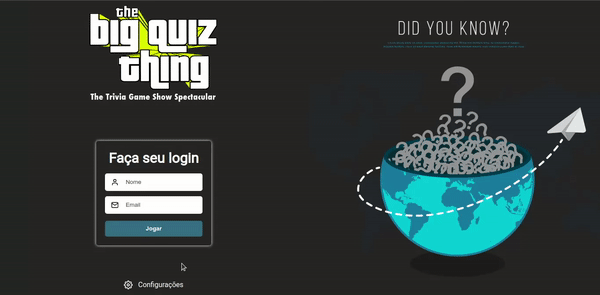 the
big quiz
thing
The Trivia Game Show Spectacular
Faça seu login
Nome
Email
Jogar
Configurações
DID YOU KNOW?